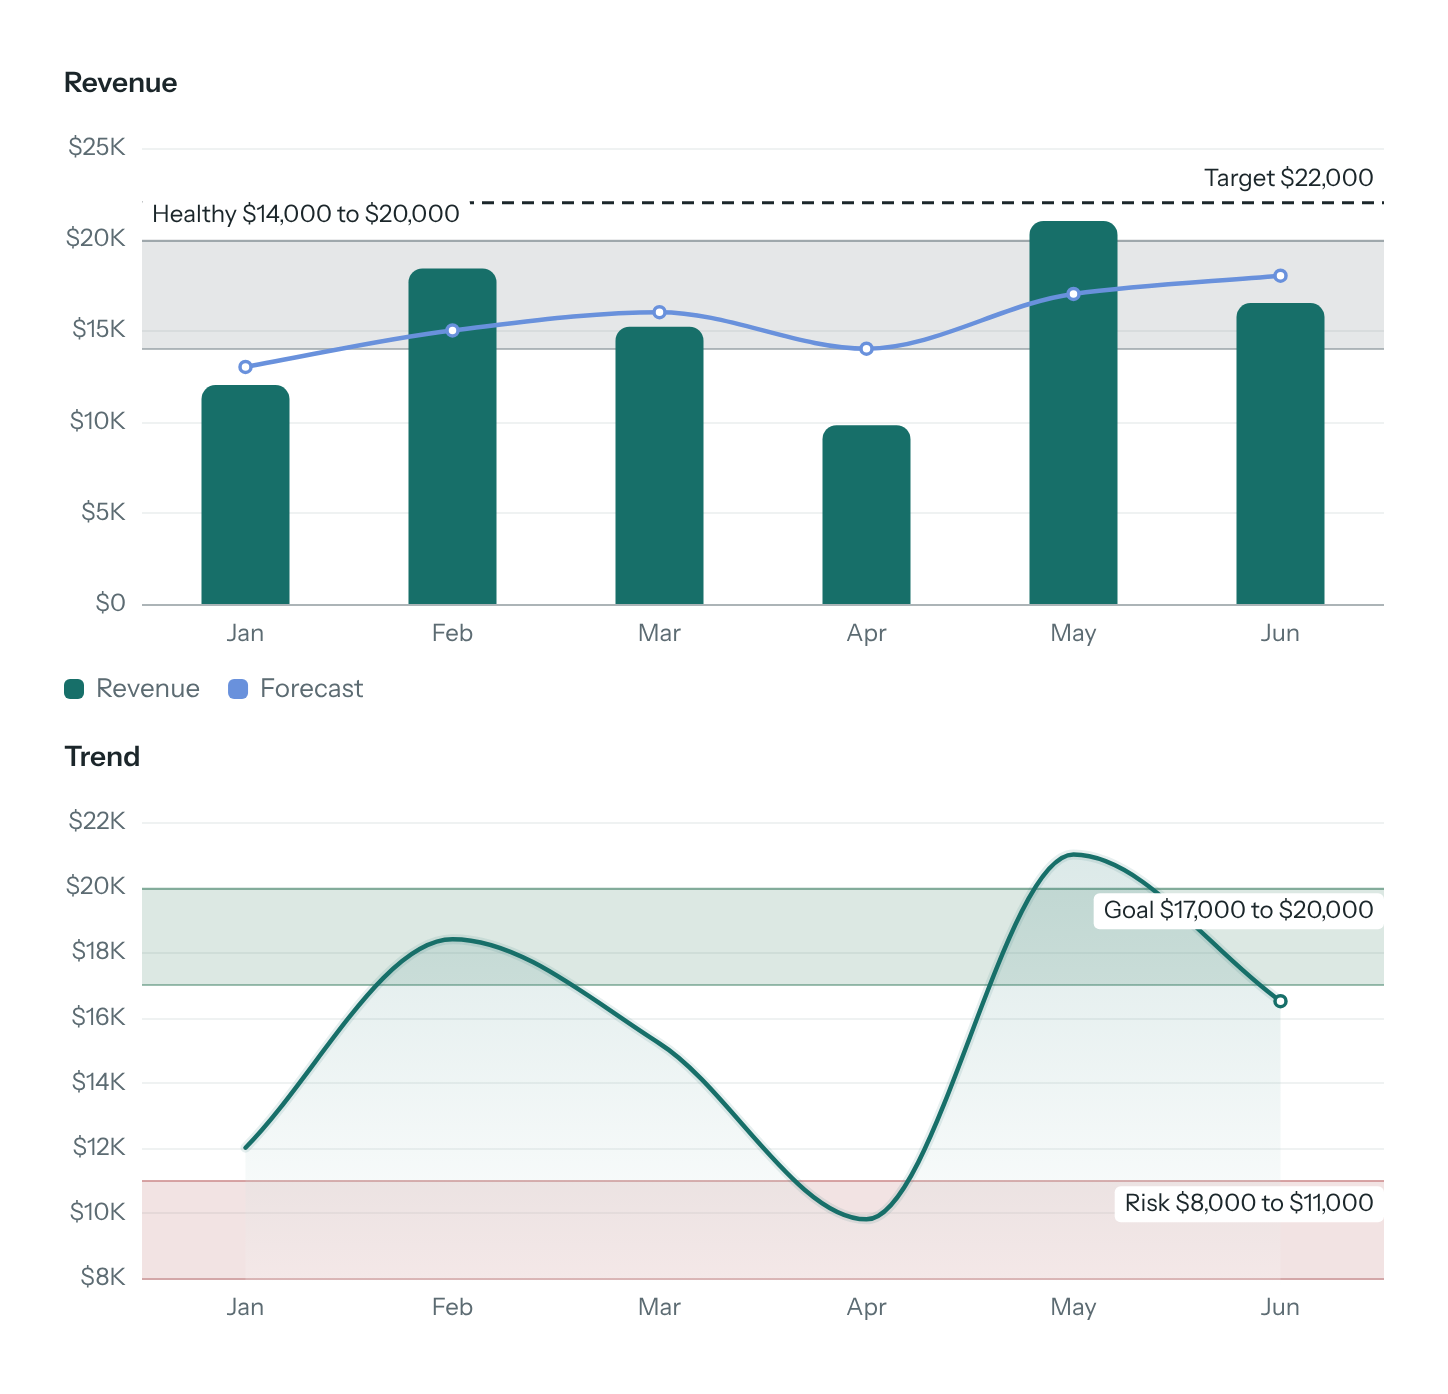 Revenue
$25K
Target $22,000
Healthy $14,000 to $20,000
$20K
$15K
$10K
$5K
$0
Jan Feb Mar Apr May Jun
Revenue Forecast
Trend
$22K
$20K
Goal $17,000 to $20,000
$18K
$16K
$14K
$12K
Risk $8,000 to $11,000
$10K
$8K
Jan Feb Mar Apr May Jun